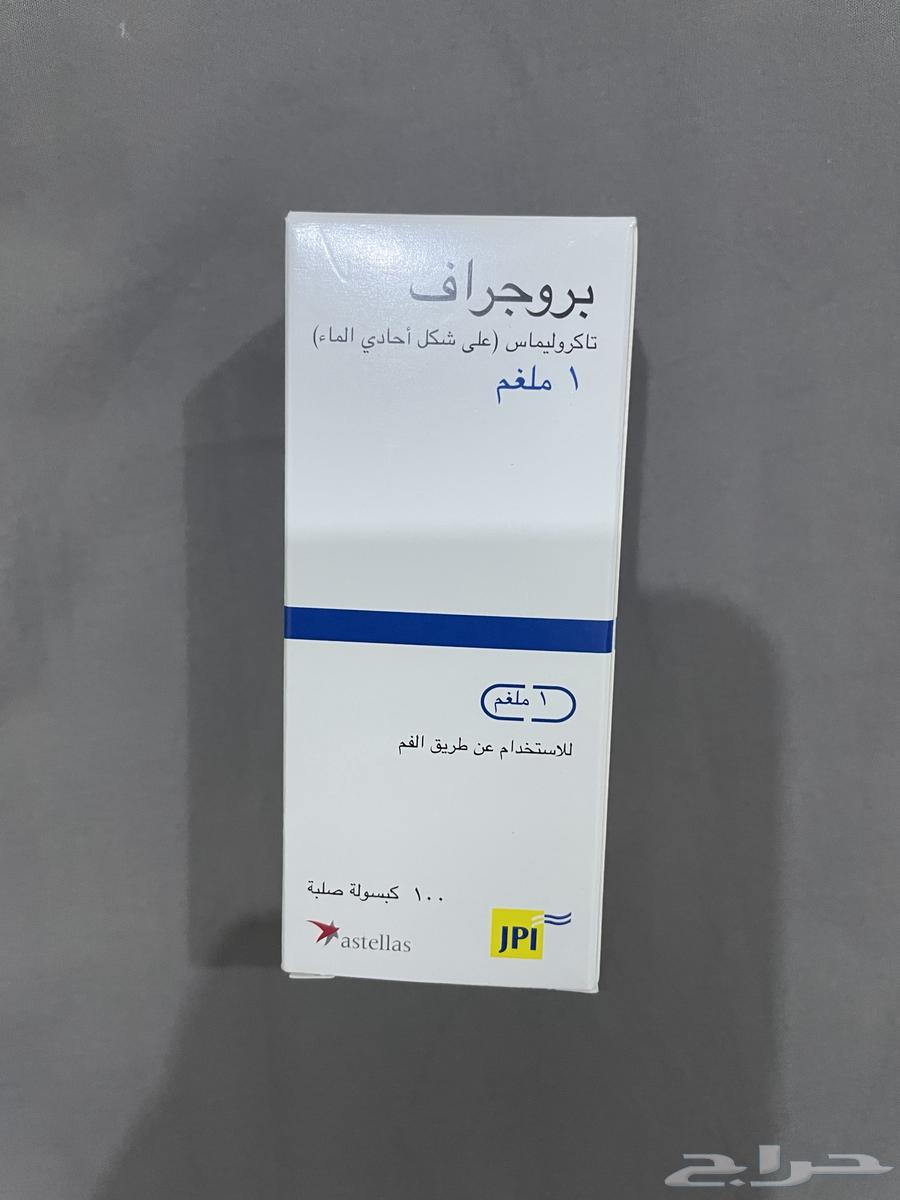 بروجراف
تاكروليماس (على شكل أحادي الماء)
١ ملغم
١ ملغم
للاستخدام عن طريق الفم
١٠٠ كبسولة صلبة
astellas
JPI
حراج